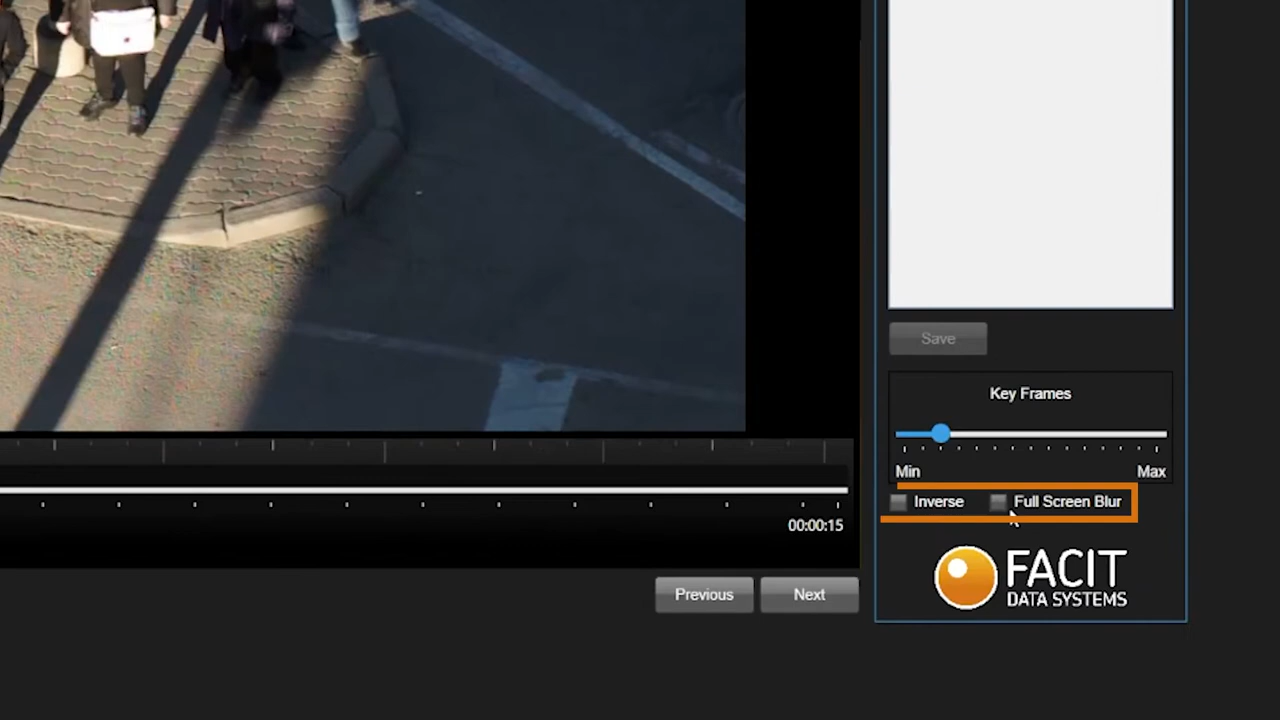 Save
Key Frames
Min Max
Inverse Full Screen Blur
00:00:15
FACIT
DATA SYSTEMS
Previous Next